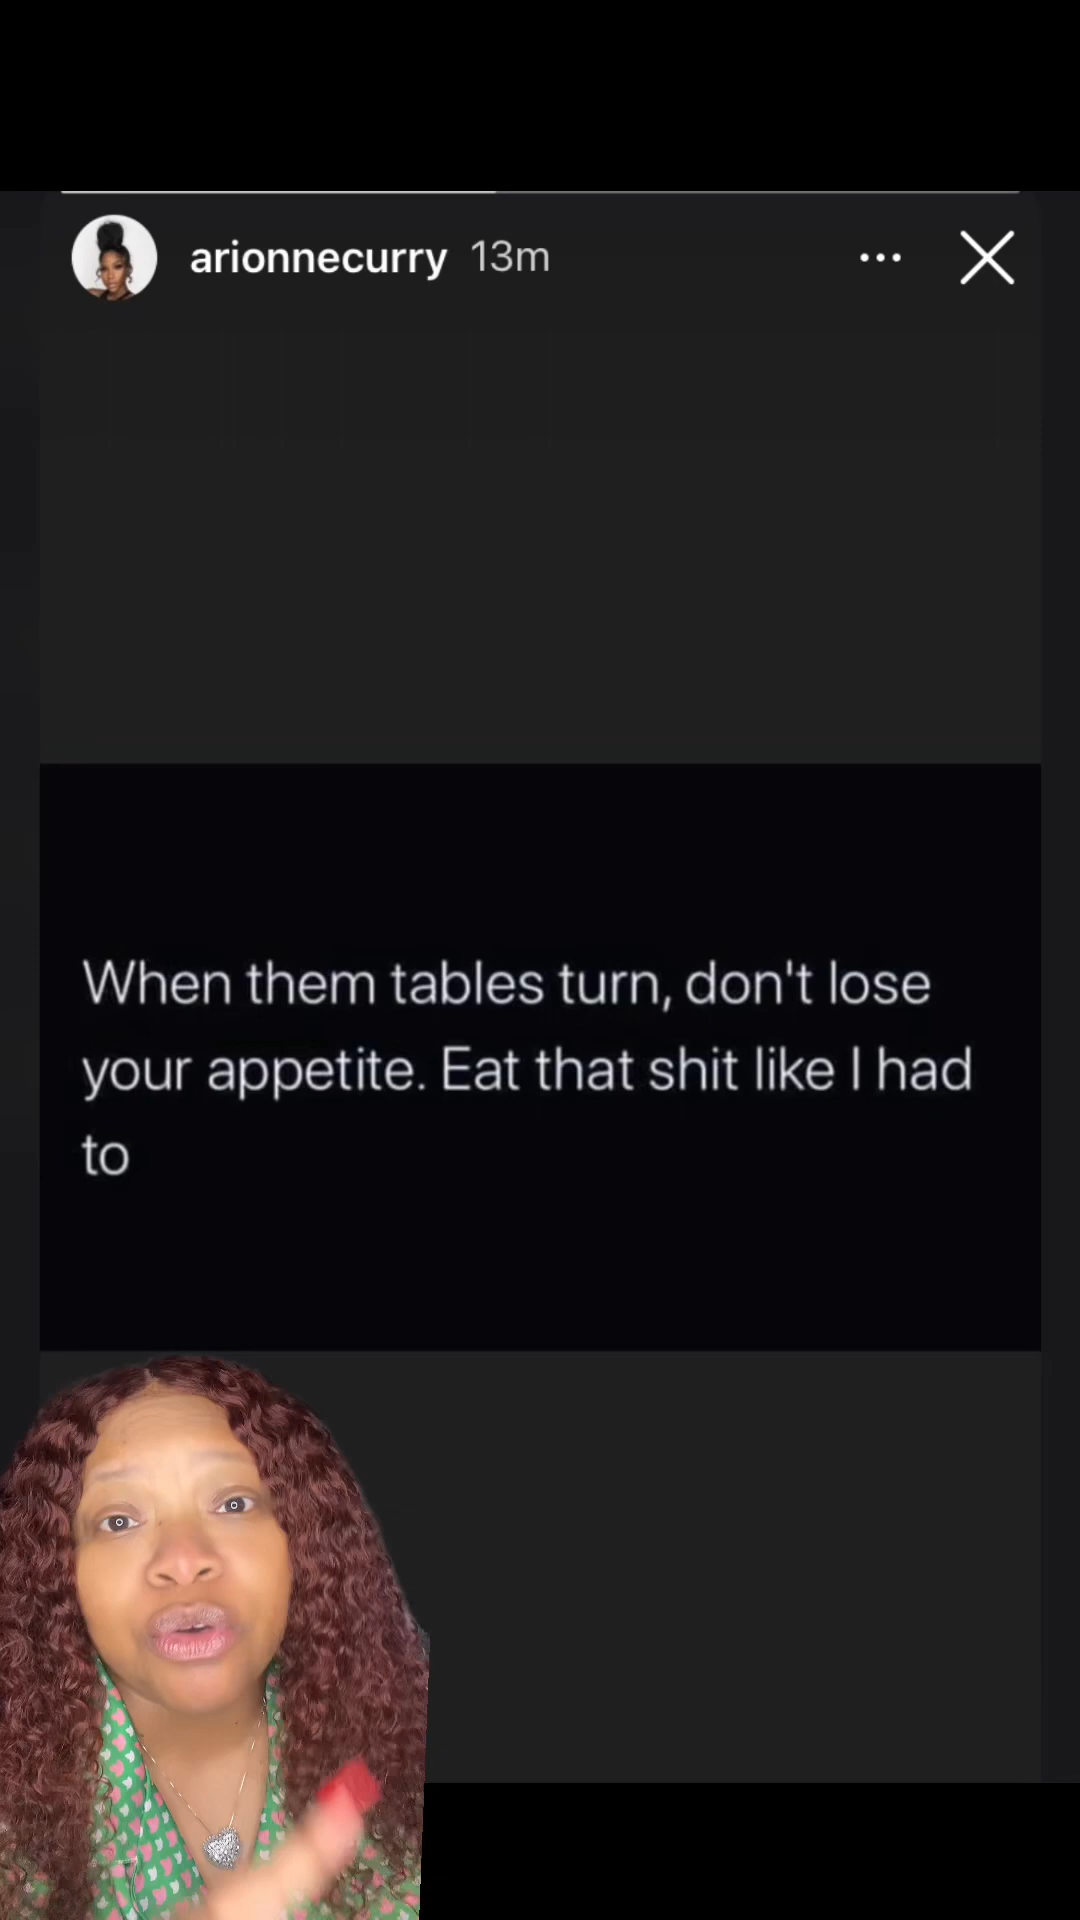 arionnecurry 13m
When them tables turn, don't lose
your appetite. Eat that shit like I had
to